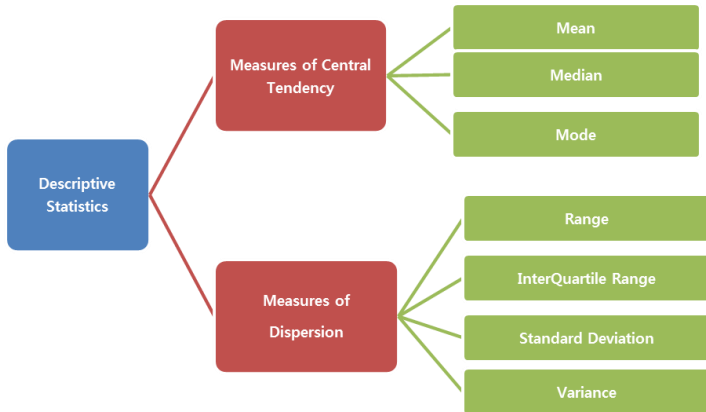 Descriptive
Statistics
Measures of Central
Tendency
Mean
Median
Mode
Measures of
Dispersion
Range
InterQuartile Range
Standard Deviation
Variance